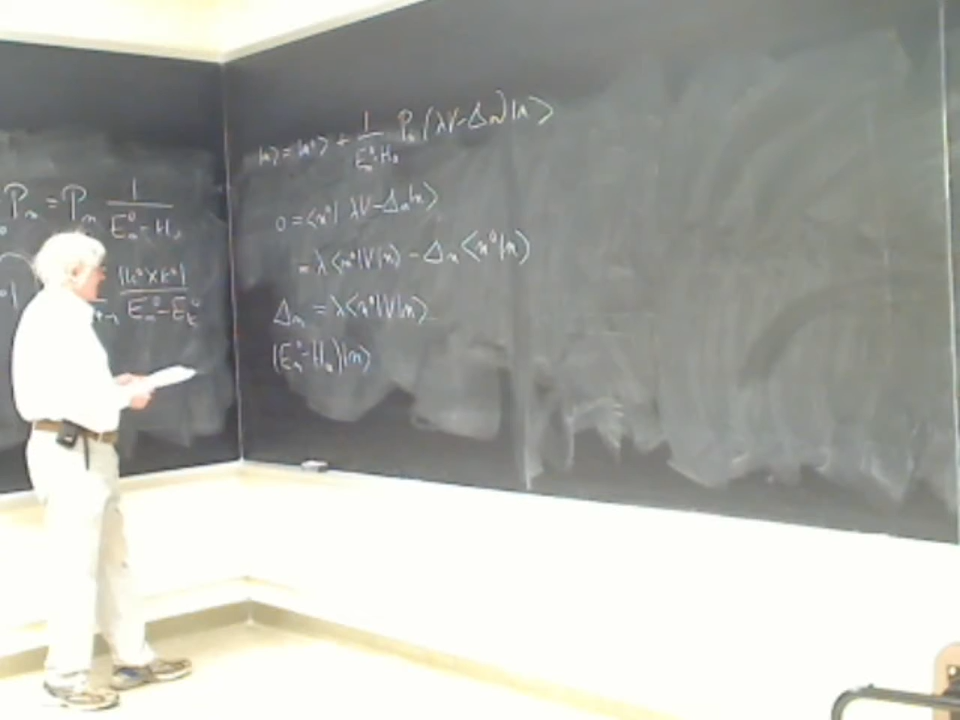 P_n = P_n 1/(E_n^0 - H_0)
|k^0><k^0|/(E_n^0 - E_k^0)
|n> = |n^0> + 1/(E_n^0 - H_0) P_n (λV - Δ_n) |n>
0 = <n^0| λV - Δ_n |n>
= λ <n^0|V|n> - Δ_n <n^0|n>
Δ_n = λ<n^0|V|n>
(E_n^0 - H_0)|n>